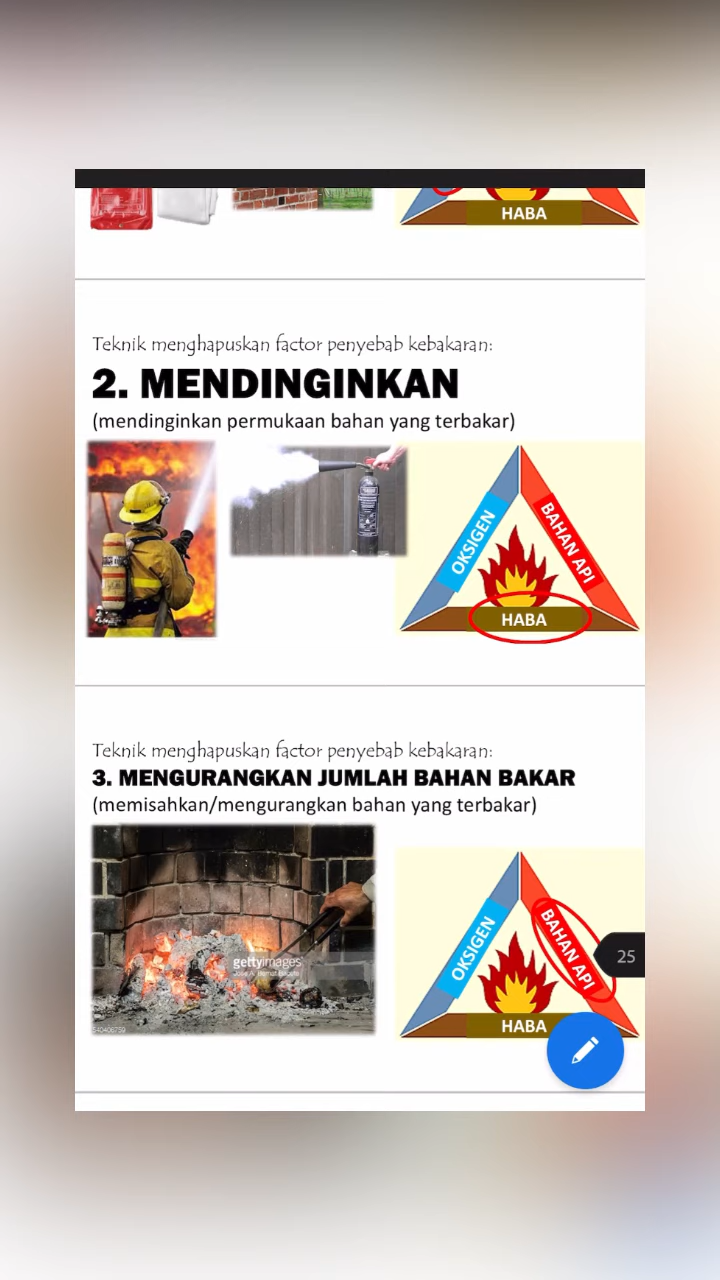 HABA
Teknik menghapuskan factor penyebab kebakaran:
2. MENDINGINKAN
(mendinginkan permukaan bahan yang terbakar)
OKSIGEN
BAHAN API
HABA
Teknik menghapuskan factor penyebab kebakaran:
3. MENGURANGKAN JUMLAH BAHAN BAKAR
(memisahkan/mengurangkan bahan yang terbakar)
gettyimages
540406759
OKSIGEN
BAHAN API
HABA
25